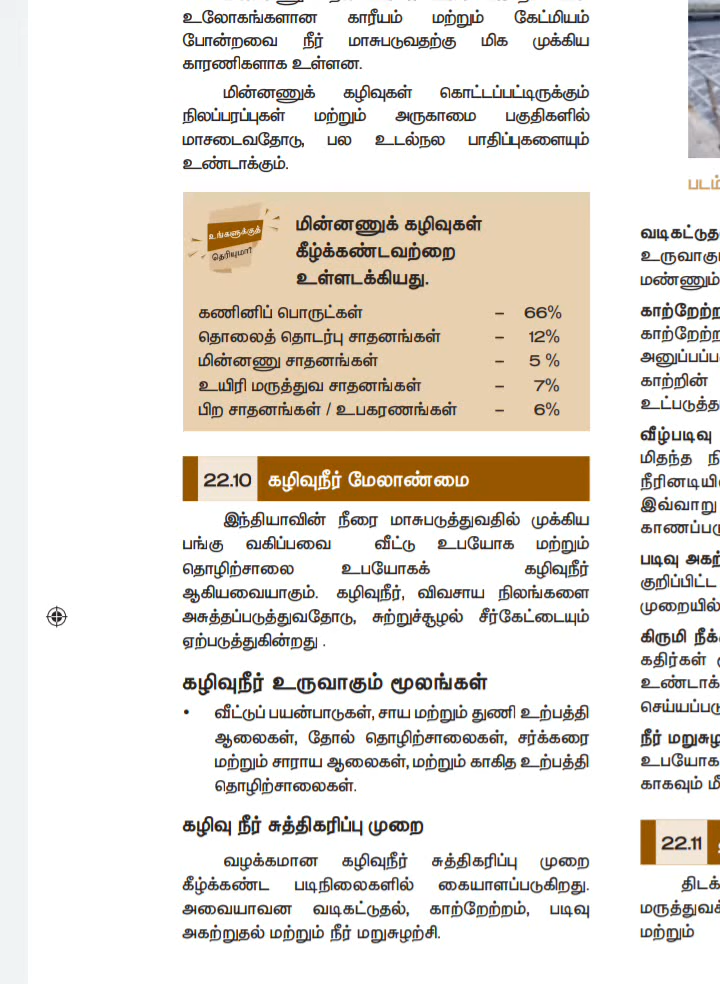 உலோகங்களான காரீயம் மற்றும் கேட்மியம்
போன்றவை நீர் மாசுபடுவதற்கு மிக முக்கிய
காரணிகளாக உள்ளன.
மின்னணுக் கழிவுகள் கொட்டப்பட்டிருக்கும்
நிலப்பரப்புகள் மற்றும் அருகாமை பகுதிகளில்
மாசடைவதோடு, பல உடல்நல பாதிப்புகளையும்
உண்டாக்கும்.
உங்களுக்குத்
தெரியுமா?
மின்னணுக் கழிவுகள்
கீழ்க்கண்டவற்றை
உள்ளடக்கியது.
கணினிப் பொருட்கள் – 66%
தொலைத் தொடர்பு சாதனங்கள் – 12%
மின்னணு சாதனங்கள் – 5 %
உயிரி மருத்துவ சாதனங்கள் – 7%
பிற சாதனங்கள் / உபகரணங்கள் – 6%
22.10 கழிவுநீர் மேலாண்மை
இந்தியாவின் நீரை மாசுபடுத்துவதில் முக்கிய
பங்கு வகிப்பவை வீட்டு உபயோக மற்றும்
தொழிற்சாலை உபயோகக் கழிவுநீர்
ஆகியவையாகும். கழிவுநீர், விவசாய நிலங்களை
அசுத்தப்படுத்துவதோடு, சுற்றுச்சூழல் சீர்கேட்டையும்
ஏற்படுத்துகின்றது .
கழிவுநீர் உருவாகும் மூலங்கள்
• வீட்டுப் பயன்பாடுகள், சாய மற்றும் துணி உற்பத்தி
ஆலைகள், தோல் தொழிற்சாலைகள், சர்க்கரை
மற்றும் சாராய ஆலைகள், மற்றும் காகித உற்பத்தி
தொழிற்சாலைகள்.
கழிவு நீர் சுத்திகரிப்பு முறை
வழக்கமான கழிவுநீர் சுத்திகரிப்பு முறை
கீழ்க்கண்ட படிநிலைகளில் கையாளப்படுகிறது.
அவையாவன வடிகட்டுதல், காற்றேற்றம், படிவு
அகற்றுதல் மற்றும் நீர் மறுசுழற்சி.
படம்
வடிகட்டுத
உருவாகு
மண்ணும்
காற்றேற்ற
காற்றேற்ற
அனுப்பப்ப
காற்றின்
உட்படுத்த
வீழ்படிவு
மிதந்த
நீரினடியி
இவ்வாறு
காணப்படு
படிவு அகற்
குறிப்பிட்ட
முறையில்
கிருமி நீக்
கதிர்கள்
உண்டாக்
செய்யப்படு
நீர் மறுசுழ
உபயோக
காகவும் மீ
22.11
திடக்
மருத்துவக்
மற்றும்